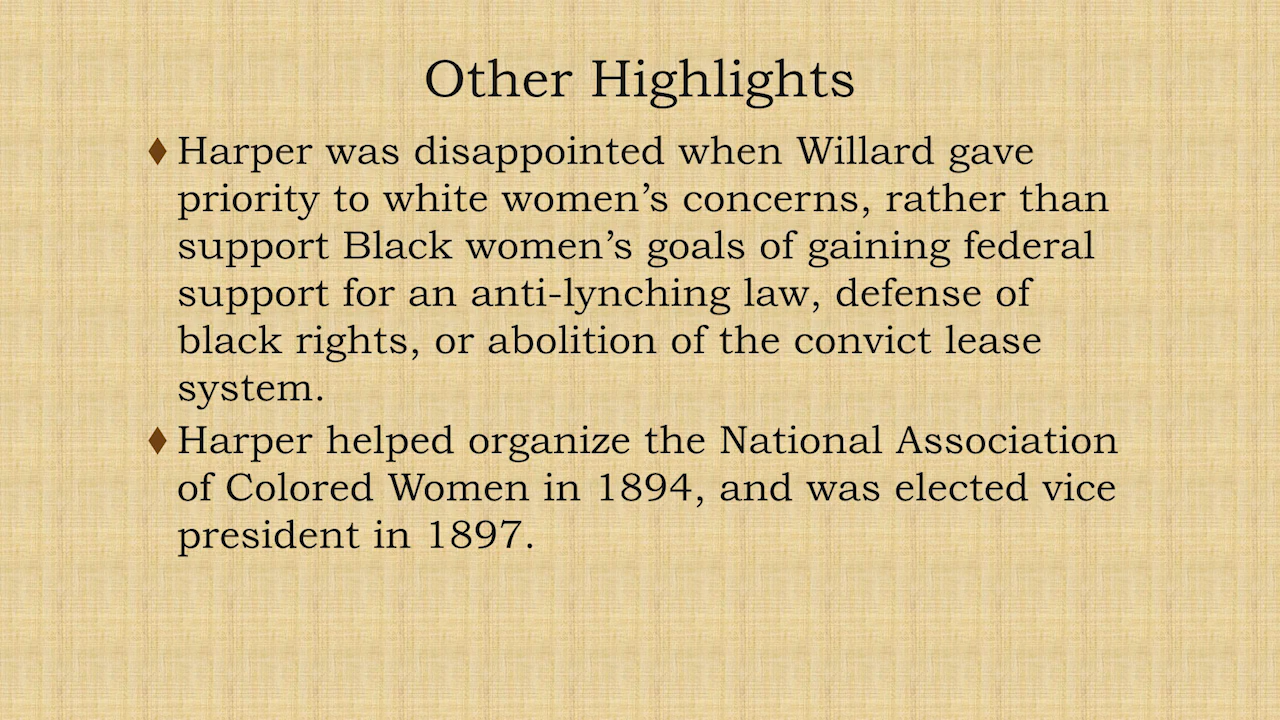 Other Highlights
♦ Harper was disappointed when Willard gave
priority to white women’s concerns, rather than
support Black women’s goals of gaining federal
support for an anti-lynching law, defense of
black rights, or abolition of the convict lease
system.
♦ Harper helped organize the National Association
of Colored Women in 1894, and was elected vice
president in 1897.